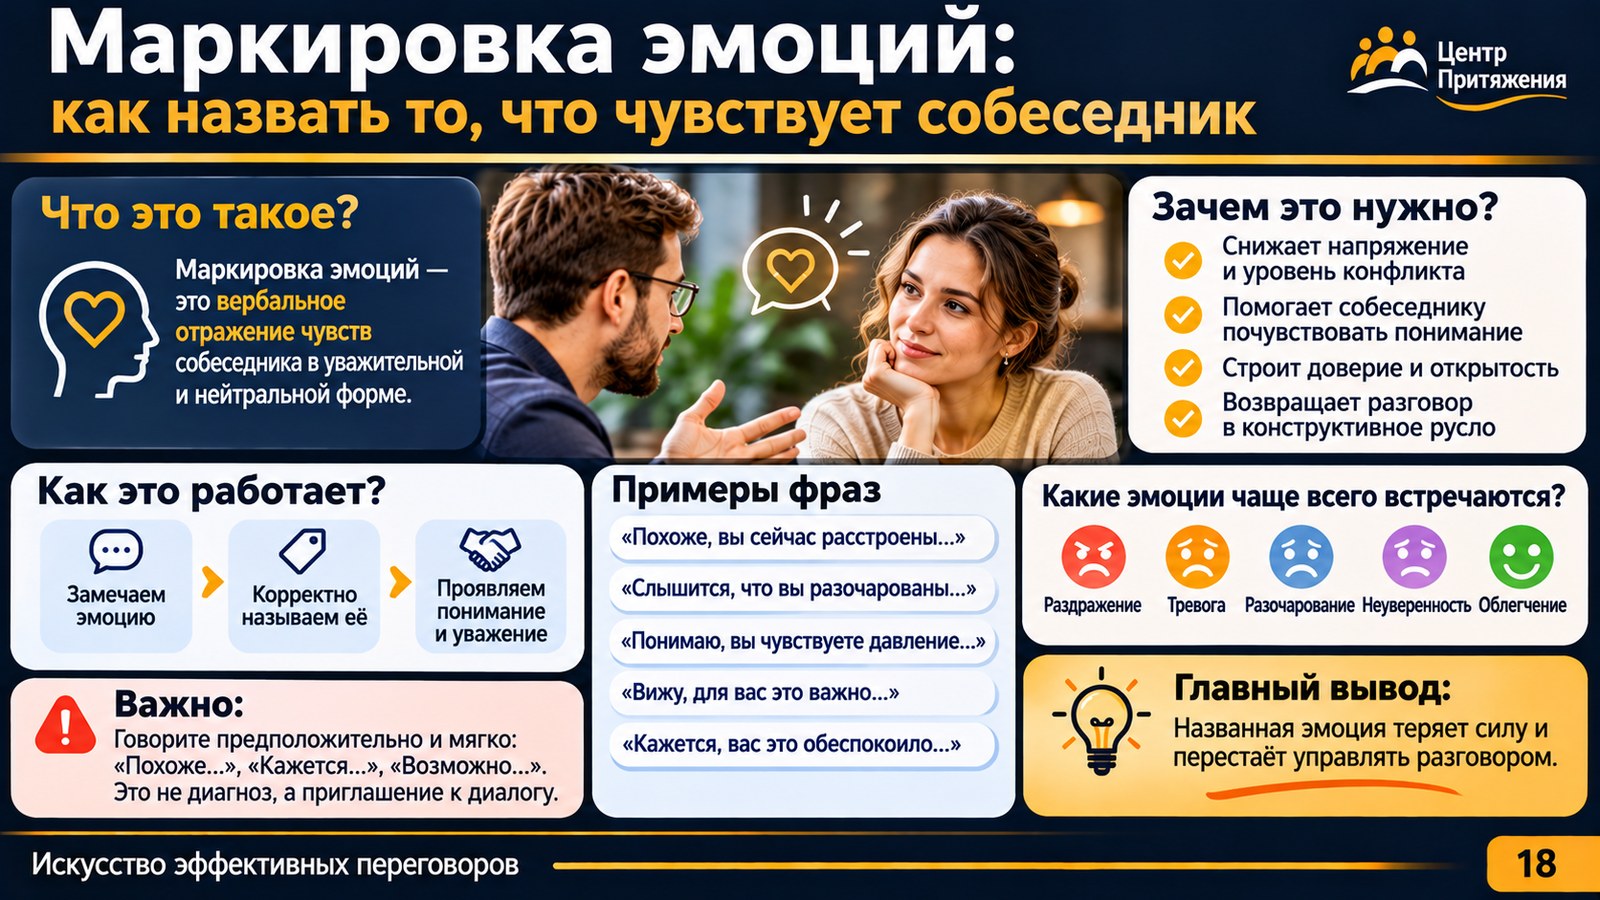 Маркировка эмоций:
как назвать то, что чувствует собеседник
Центр
Притяжения
Что это такое?
Маркировка эмоций —
это вербальное
отражение чувств
собеседника в уважительной
и нейтральной форме.
Зачем это нужно?
Снижает напряжение
и уровень конфликта
Помогает собеседнику
почувствовать понимание
Строит доверие и открытость
Возвращает разговор
в конструктивное русло
Как это работает?
Замечаем
эмоцию
Корректно
называем её
Проявляем
понимание
и уважение
Примеры фраз
«Похоже, вы сейчас расстроены...»
«Слышится, что вы разочарованы...»
«Понимаю, вы чувствуете давление...»
«Вижу, для вас это важно...»
«Кажется, вас это обеспокоило...»
Какие эмоции чаще всего встречаются?
Раздражение
Тревога
Разочарование
Неуверенность
Облегчение
Важно:
Говорите предположительно и мягко:
«Похоже...», «Кажется...», «Возможно...».
Это не диагноз, а приглашение к диалогу.
Главный вывод:
Названная эмоция теряет силу и
перестаёт управлять разговором.
Искусство эффективных переговоров
18